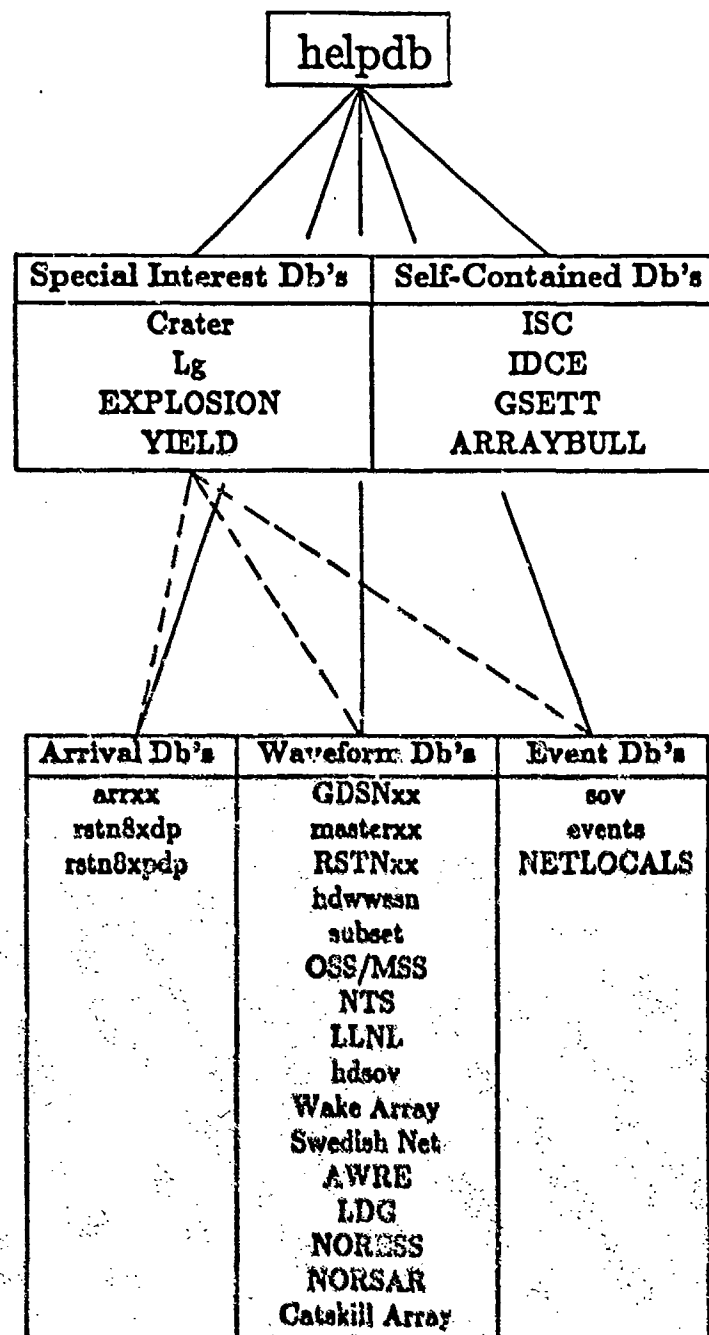 helpdb
Special Interest Db's Self-Contained Db's
Crater ISC
Lg IDCE
EXPLOSION GSETT
YIELD ARRAYBULL
Arrival Db's Waveform Db's Event Db's
arrxx GDSNxx sov
rstn8xdp masterxx events
rstn8xpdp RSTNxx NETLOCALS
hdwwssn
subset
OSS/MSS
NTS
LLNL
hdsov
Wake Array
Swedish Net
AWRE
LDG
NORESS
NORSAR
Catskill Array